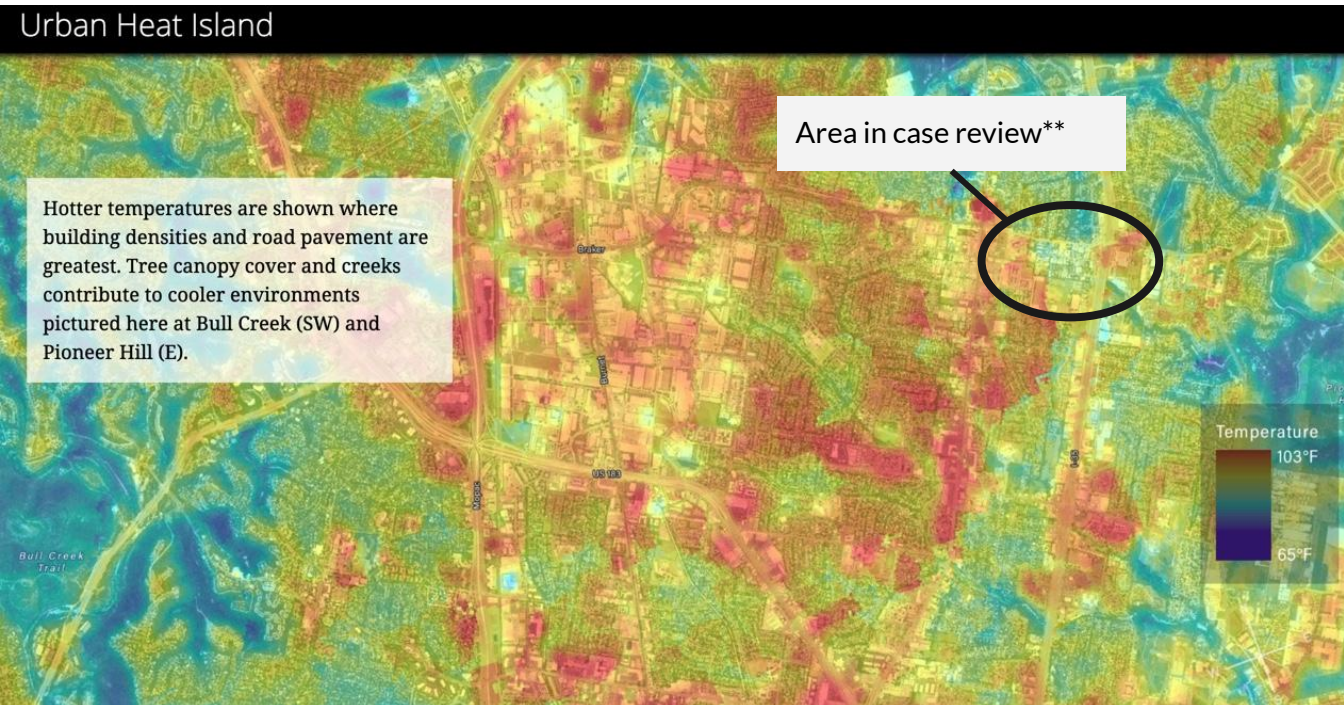 Urban Heat Island
Area in case review**
Hotter temperatures are shown where
building densities and road pavement are
greatest. Tree canopy cover and creeks
contribute to cooler environments
pictured here at Bull Creek (SW) and
Pioneer Hill (E).
Braker
Burnet
US 183
Mopac
I-35
Bull Creek
Trail
Temperature
103°F
65°F